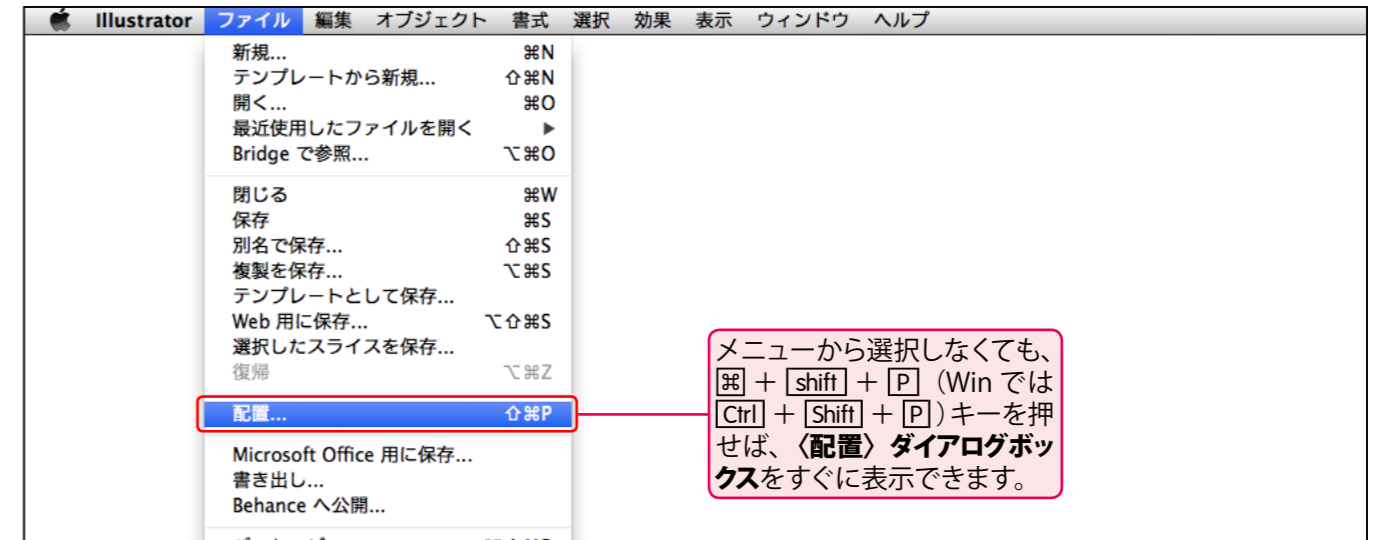 Illustrator ファイル 編集 オブジェクト 書式 選択 効果 表示 ウィンドウ ヘルプ
新規... ⌘N
テンプレートから新規... ⇧⌘N
開く... ⌘O
最近使用したファイルを開く ▶
Bridge で参照... ⌥⌘O
閉じる ⌘W
保存 ⌘S
別名で保存... ⇧⌘S
複製を保存... ⌥⌘S
テンプレートとして保存...
Web 用に保存... ⌥⇧⌘S
選択したスライスを保存...
復帰 ⌥⌘Z
配置... ⇧⌘P
Microsoft Office 用に保存...
書き出し...
Behance へ公開...
メニューから選択しなくても、
⌘ + shift + P (Win では
Ctrl + Shift + P)キーを押
せば、〈配置〉ダイアログボッ
クスをすぐに表示できます。